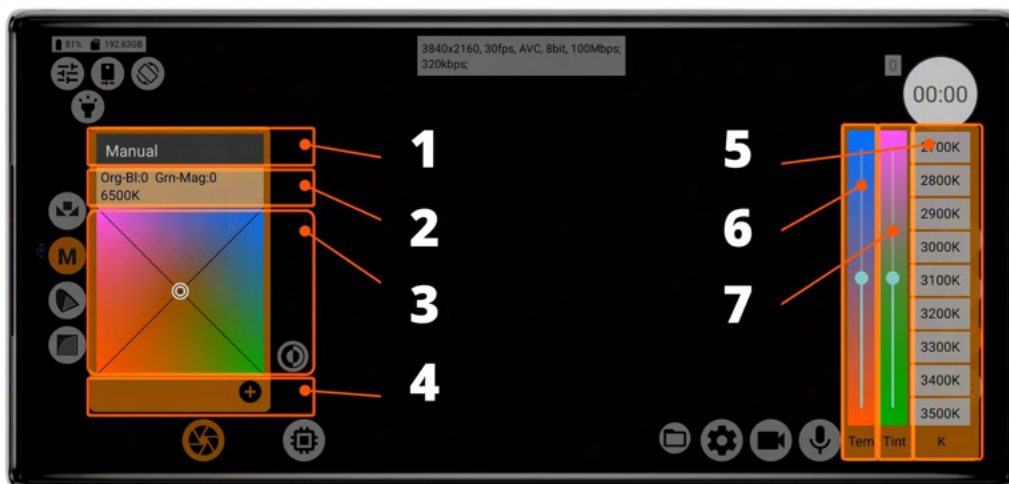 81% 192.63GB
3840x2160, 30fps, AVC, 8bit, 100Mbps;
320kbps;
0
00:00
Manual
1
Org-Bl:0 Grn-Mag:0
6500K
2
M
3
4
5
6
7
2700K
2800K
2900K
3000K
3100K
3200K
3300K
3400K
3500K
Tem
Tint
K